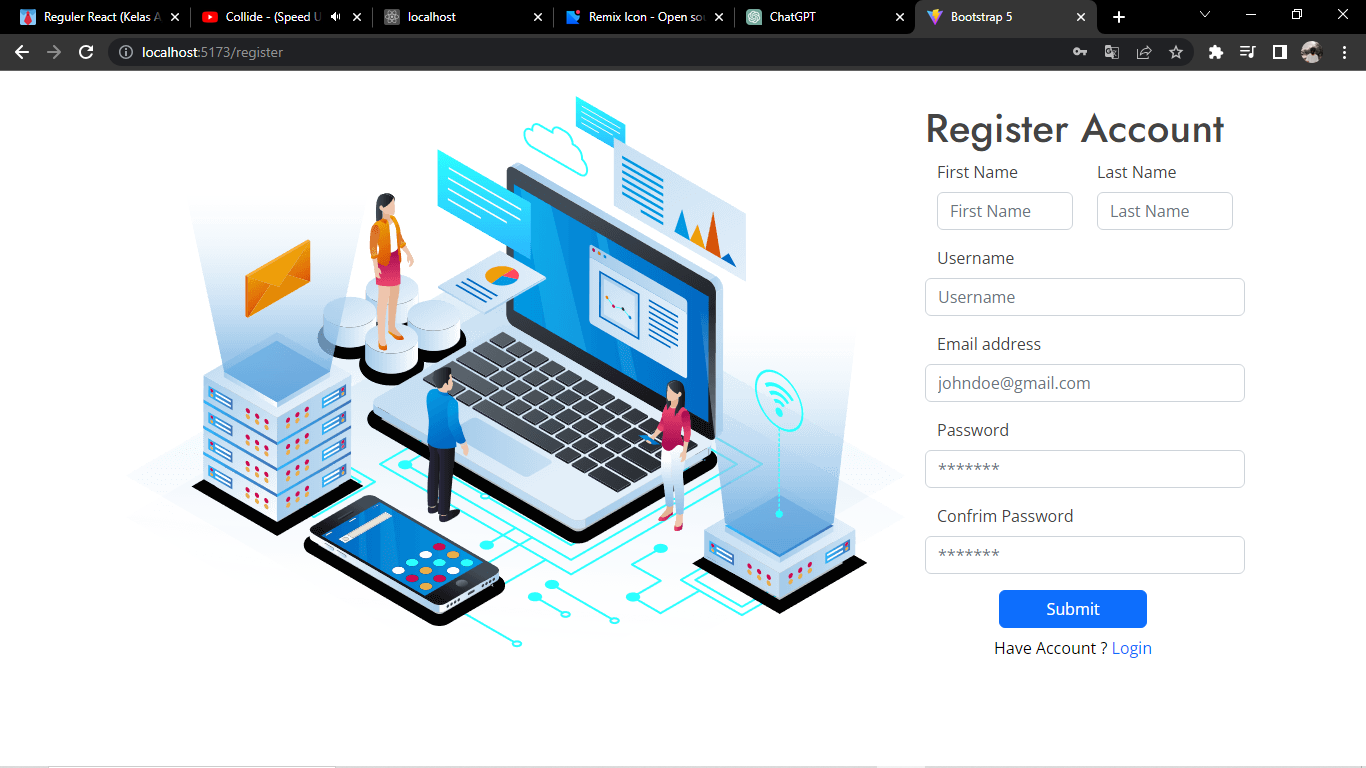 Reguler React (Kelas A
Collide - (Speed U
localhost
Remix Icon - Open sou
ChatGPT
Bootstrap 5
localhost:5173/register
Register Account
First Name Last Name
First Name Last Name
Username
Username
Email address
johndoe@gmail.com
Password
*******
Confrim Password
*******
Submit
Have Account ? Login